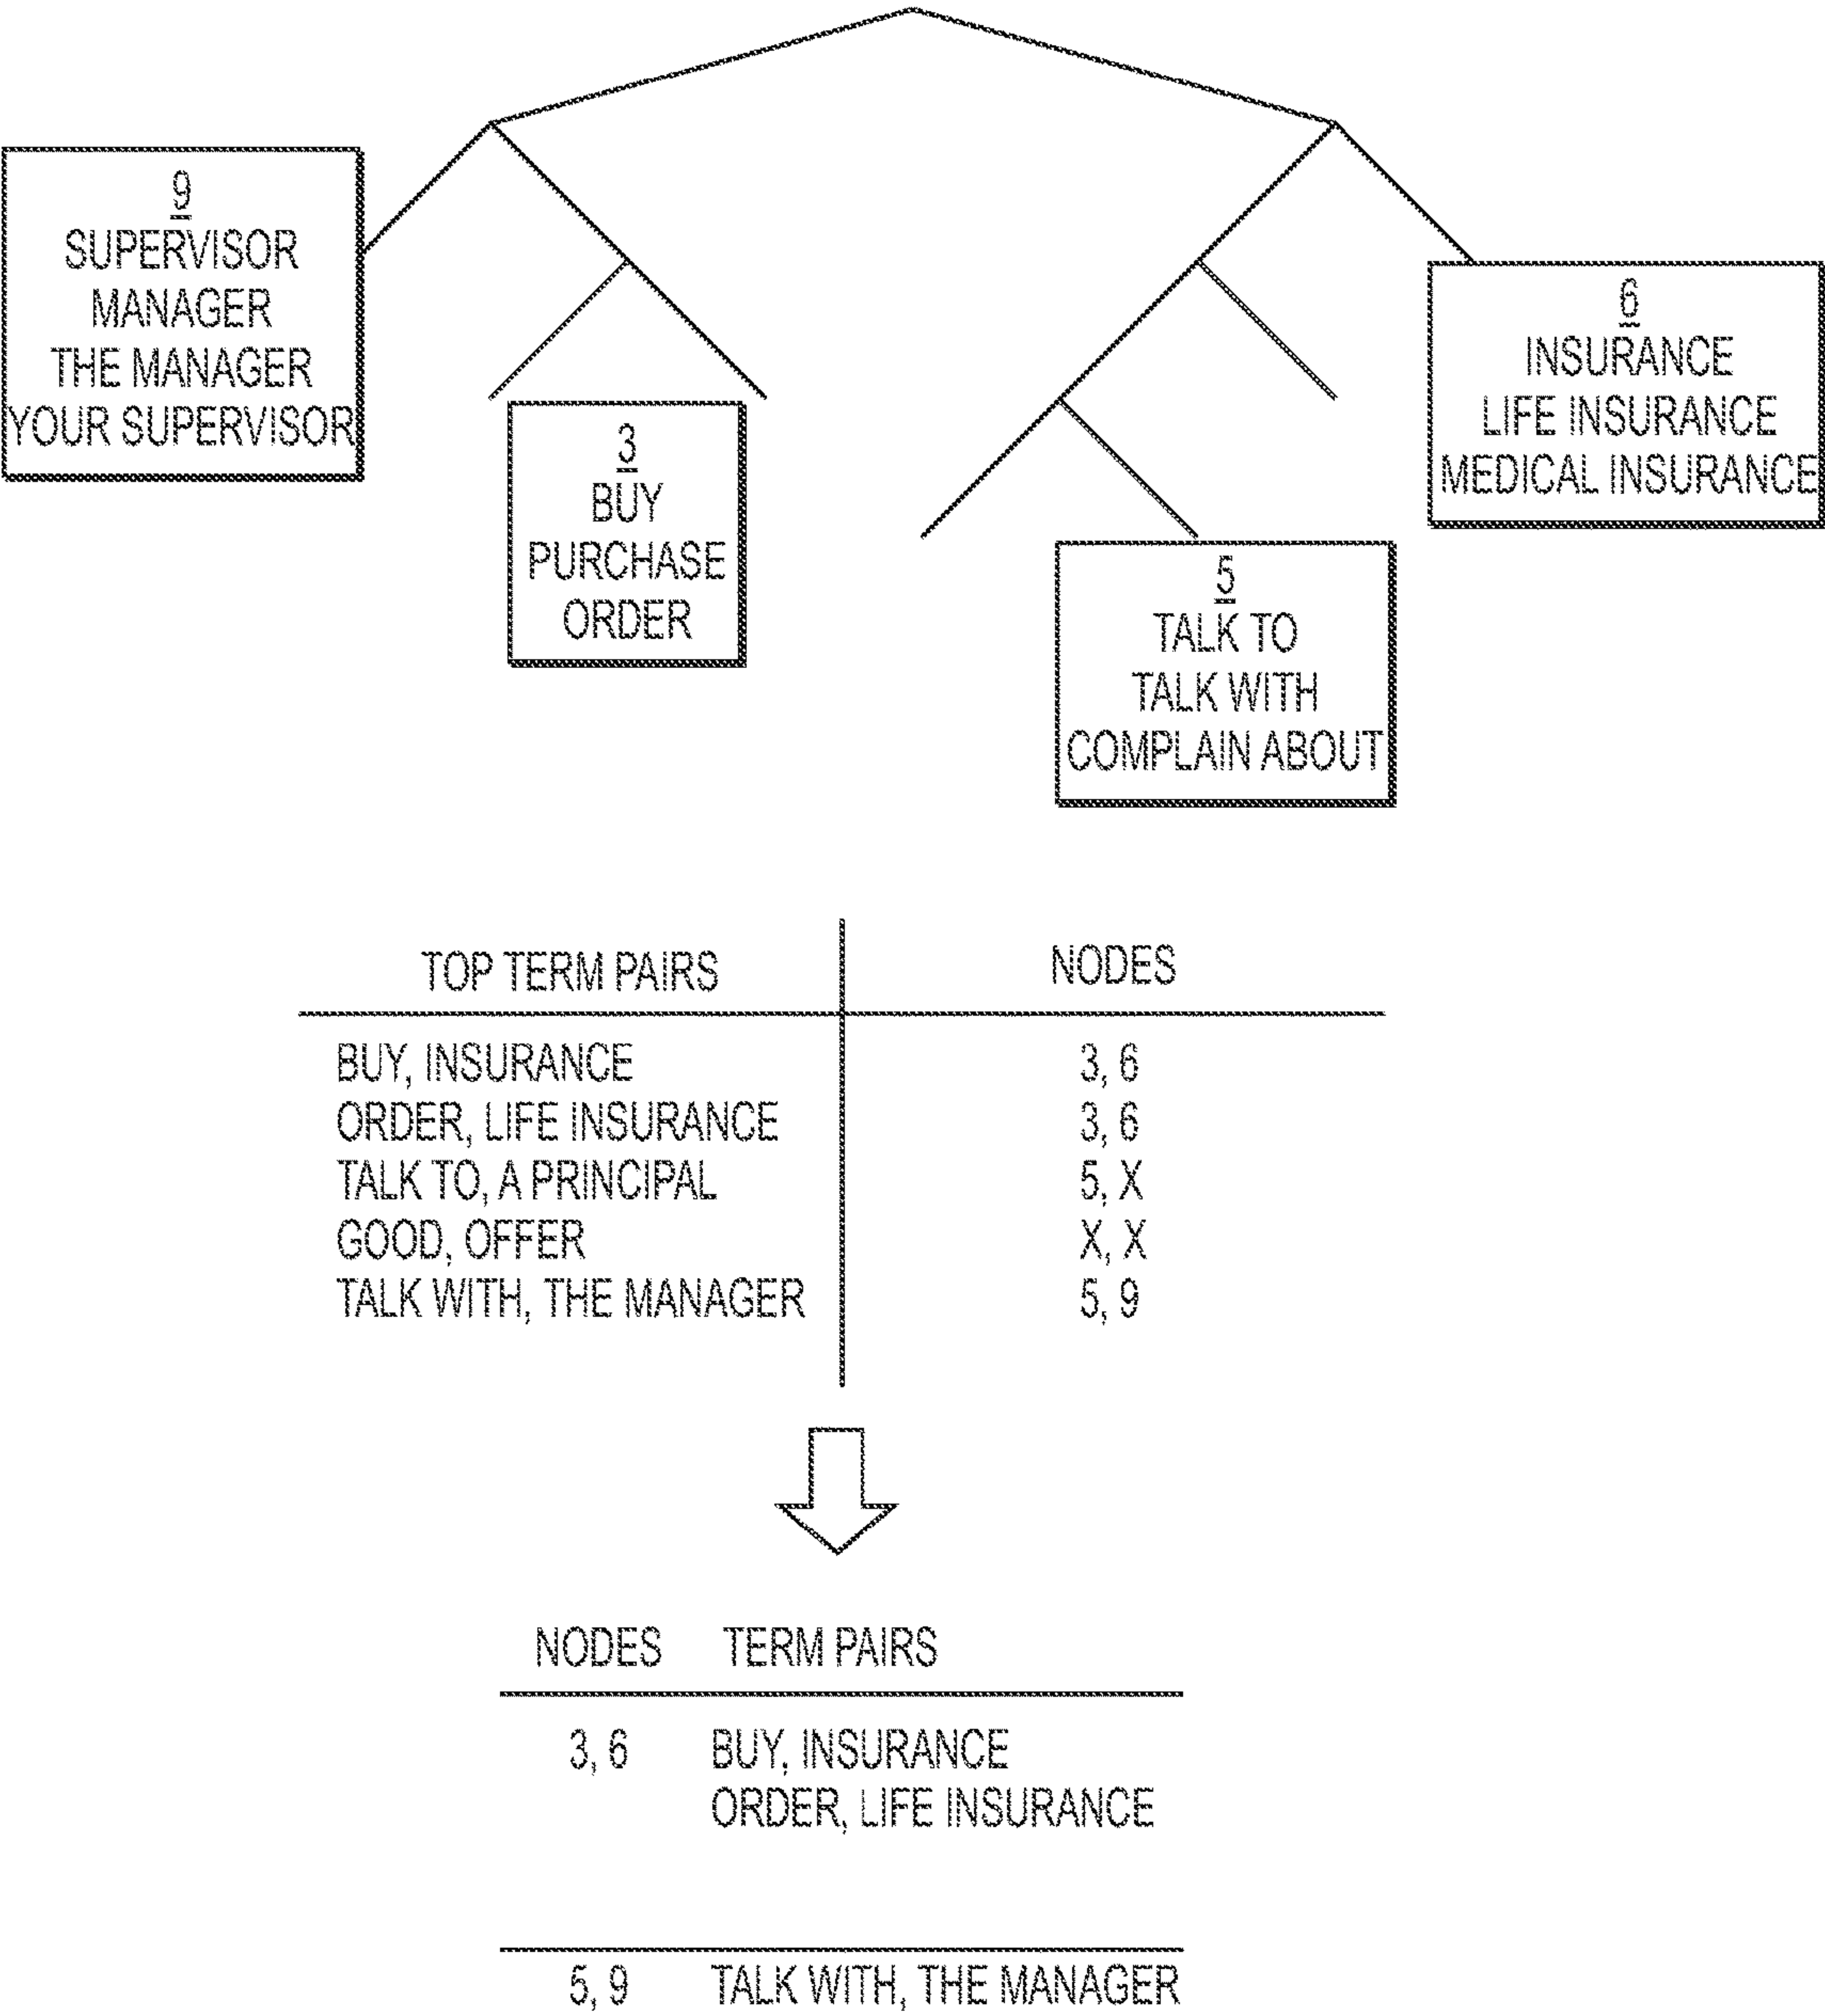 9
SUPERVISOR
MANAGER
THE MANAGER
YOUR SUPERVISOR
3
BUY
PURCHASE
ORDER
5
TALK TO
TALK WITH
COMPLAIN ABOUT
6
INSURANCE
LIFE INSURANCE
MEDICAL INSURANCE
TOP TERM PAIRS NODES
BUY, INSURANCE 3, 6
ORDER, LIFE INSURANCE 3, 6
TALK TO, A PRINCIPAL 5, X
GOOD, OFFER X, X
TALK WITH, THE MANAGER 5, 9
NODES TERM PAIRS
3, 6 BUY, INSURANCE
ORDER, LIFE INSURANCE
5, 9 TALK WITH, THE MANAGER